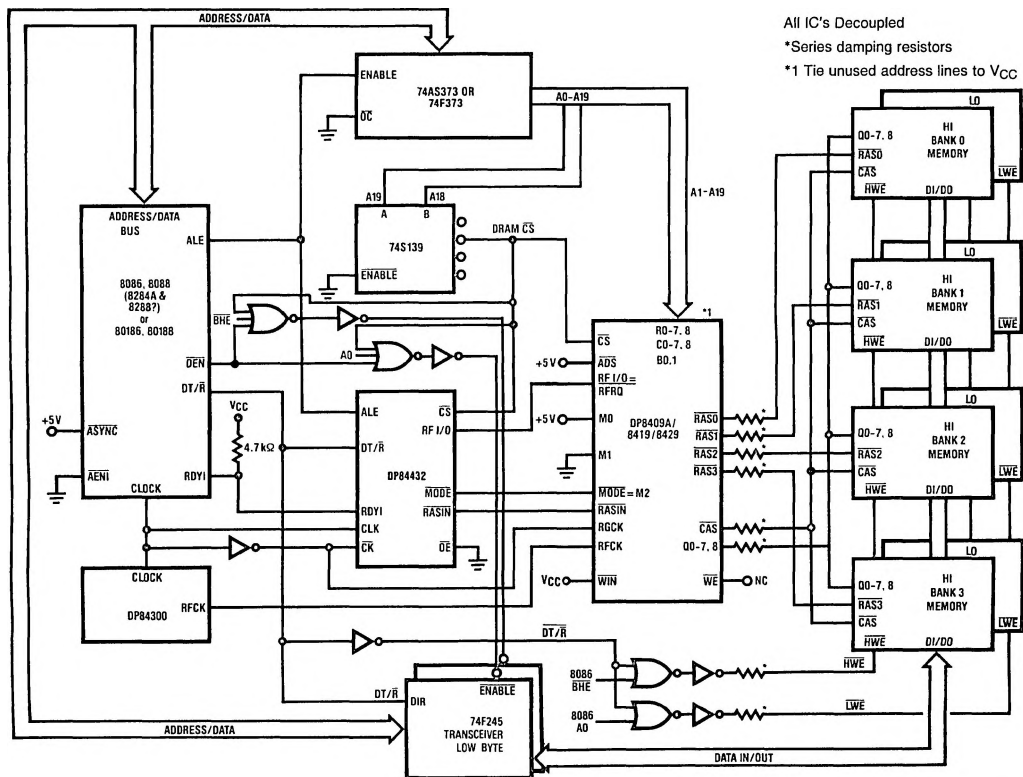 ADDRESS/DATA
All IC's Decoupled
*Series damping resistors
*1 Tie unused address lines to VCC
ENABLE
74AS373 OR
74F373
OC
A0-A19
A19
A18
A
B
74S139
ENABLE
DRAM CS
A1-A19
ADDRESS/DATA
BUS
ALE
8086, 8088
(8284A &
8288?)
or
80186, 80188
BHE
DEN
DT/R
+5V
ASYNC
AENI
RDYI
CLOCK
VCC
4.7kΩ
A0
ALE
CS
RF I/O
DT/R
DP84432
MODE
RASIN
RDYI
CLK
CK
OE
CLOCK
DP84300
RFCK
*1
R0-7, 8
C0-7, 8
B0.1
CS
+5V
ADS
RF I/O=
RFRQ
+5V
M0
M1
DP8409A/
8419/8429
MODE=M2
RASIN
RGCK
RFCK
VCC
WIN
RAS0
*
RAS1
*
RAS2
*
RAS3
*
CAS
*
Q0-7, 8
*
WE
NC
LO
HI
BANK 0
MEMORY
Q0-7, 8
RAS0
CAS
HWE
DI/DO
LWE
LO
HI
BANK 1
MEMORY
Q0-7, 8
RAS1
CAS
HWE
DI/DO
LWE
LO
HI
BANK 2
MEMORY
Q0-7, 8
RAS2
CAS
HWE
DI/DO
LWE
LO
HI
BANK 3
MEMORY
Q0-7, 8
RAS3
CAS
HWE
DI/DO
LWE
DT/R
8086
BHE
*
HWE
8086
A0
*
LWE
DT/R
DIR
ENABLE
74F245
TRANSCEIVER
LOW BYTE
ADDRESS/DATA
DATA IN/OUT